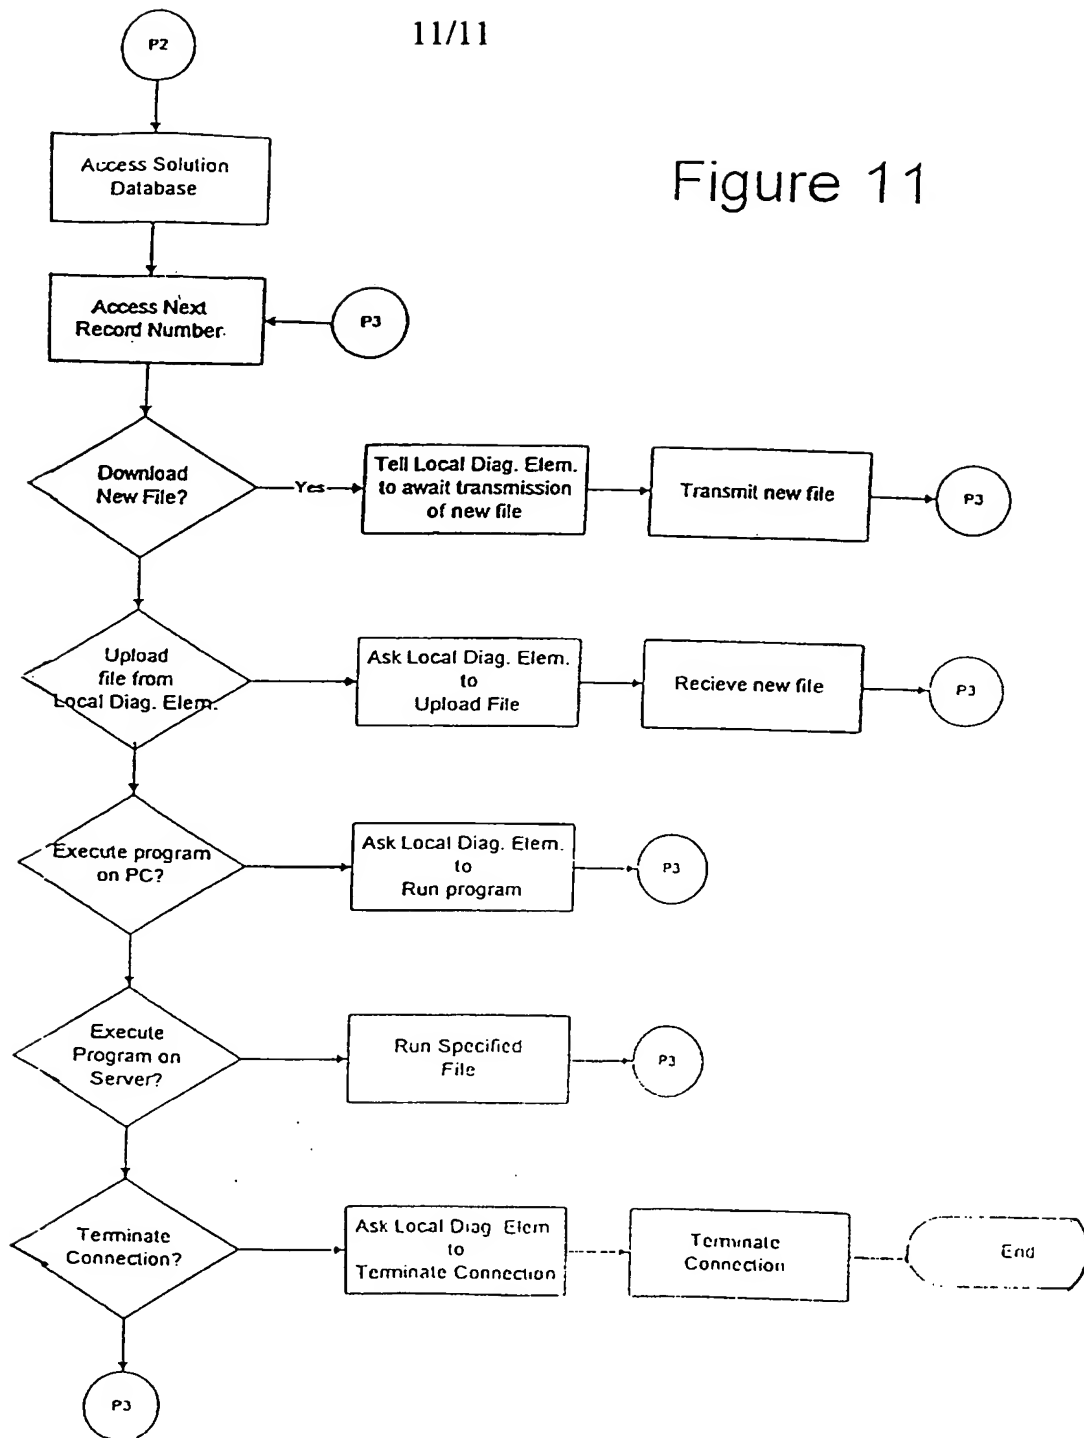 11/11
P2
Access Solution
Database
Figure 11
Access Next
Record Number.
P3
Download
New File?
Yes
Tell Local Diag. Elem.
to await transmission
of new file
Transmit new file
P3
Upload
file from
Local Diag. Elem.
Ask Local Diag. Elem.
to
Upload File
Recieve new file
P3
Execute program
on PC?
Ask Local Diag. Elem.
to
Run program
P3
Execute
Program on
Server?
Run Specified
File
P3
Terminate
Connection?
Ask Local Diag Elem
to
Terminate Connection
Terminate
Connection
End
P3